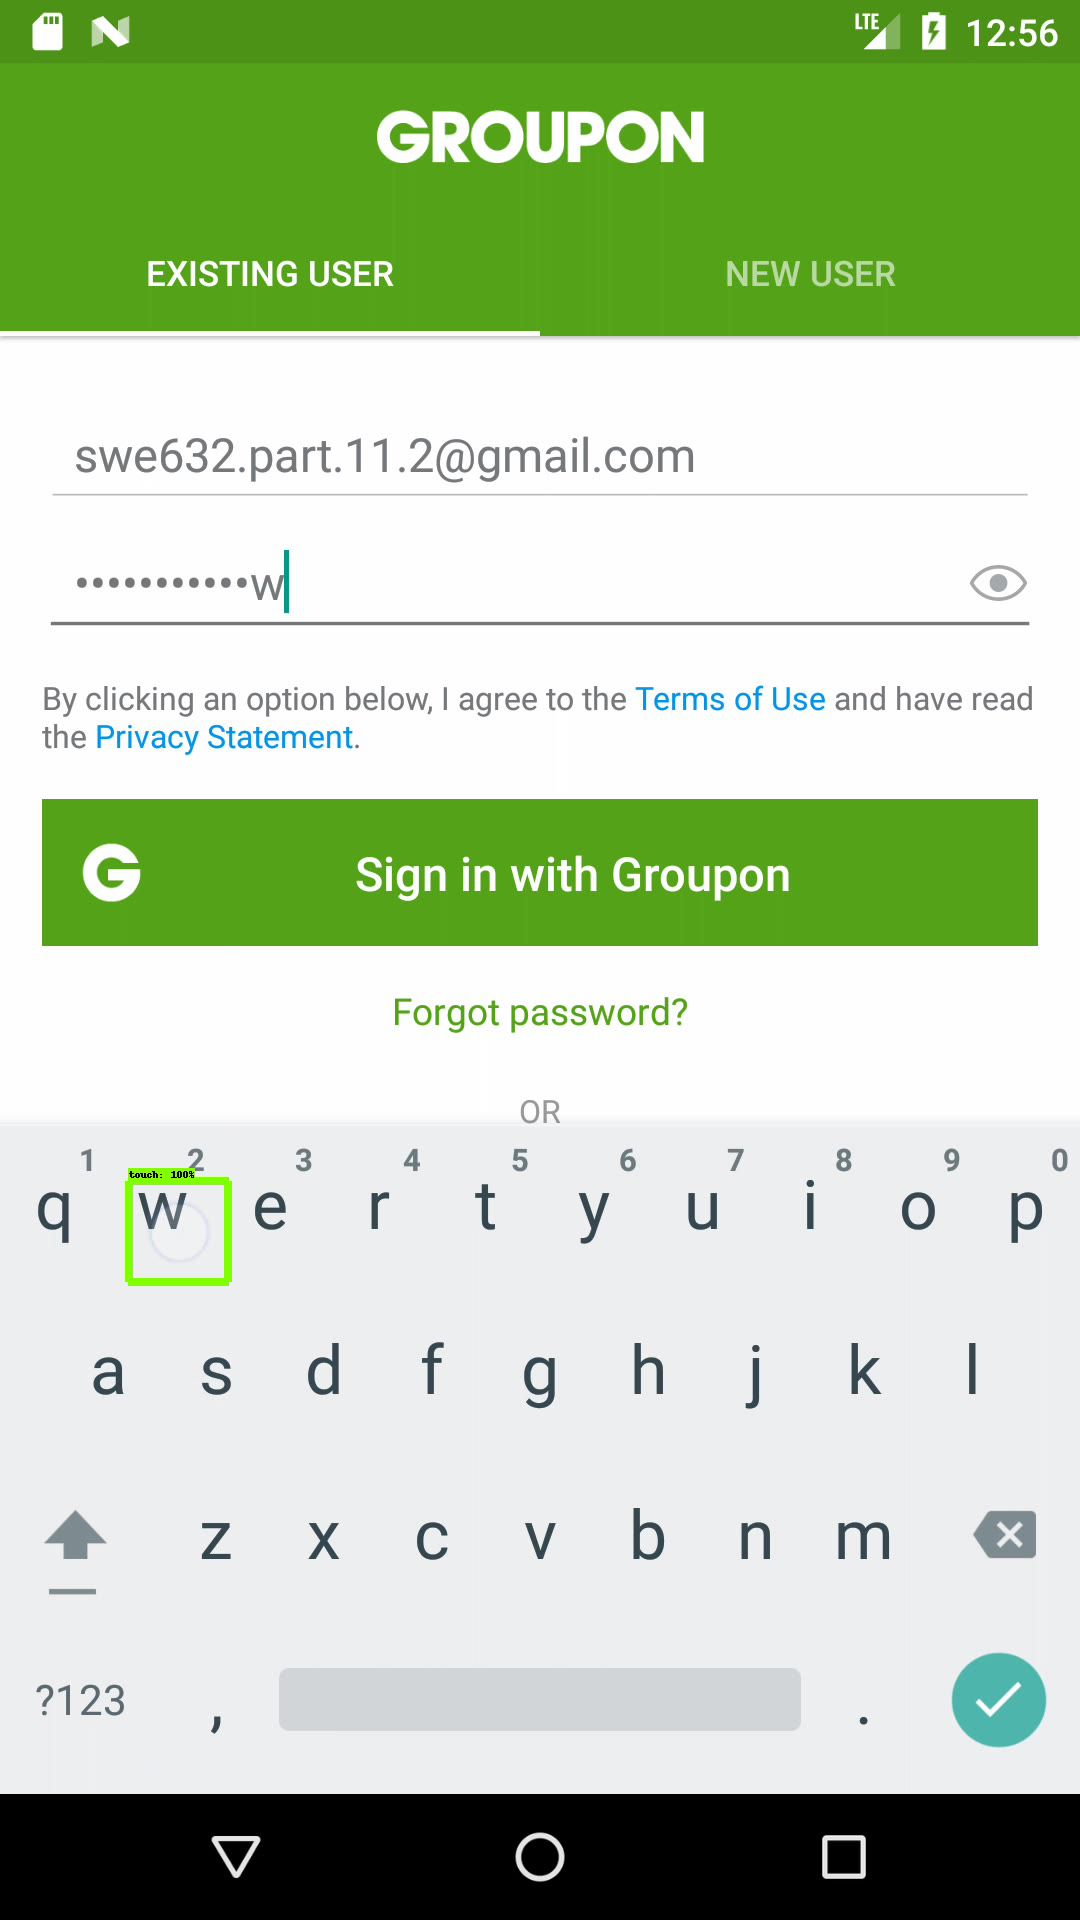 LTE 12:56
GROUPON
EXISTING USER NEW USER
swe632.part.11.2@gmail.com
•••••••••••w
By clicking an option below, I agree to the Terms of Use and have read
the Privacy Statement.
G Sign in with Groupon
Forgot password?
OR
1 2 3 4 5 6 7 8 9 0
touch: 100%
q w e r t y u i o p
a s d f g h j k l
z x c v b n m
?123 , .